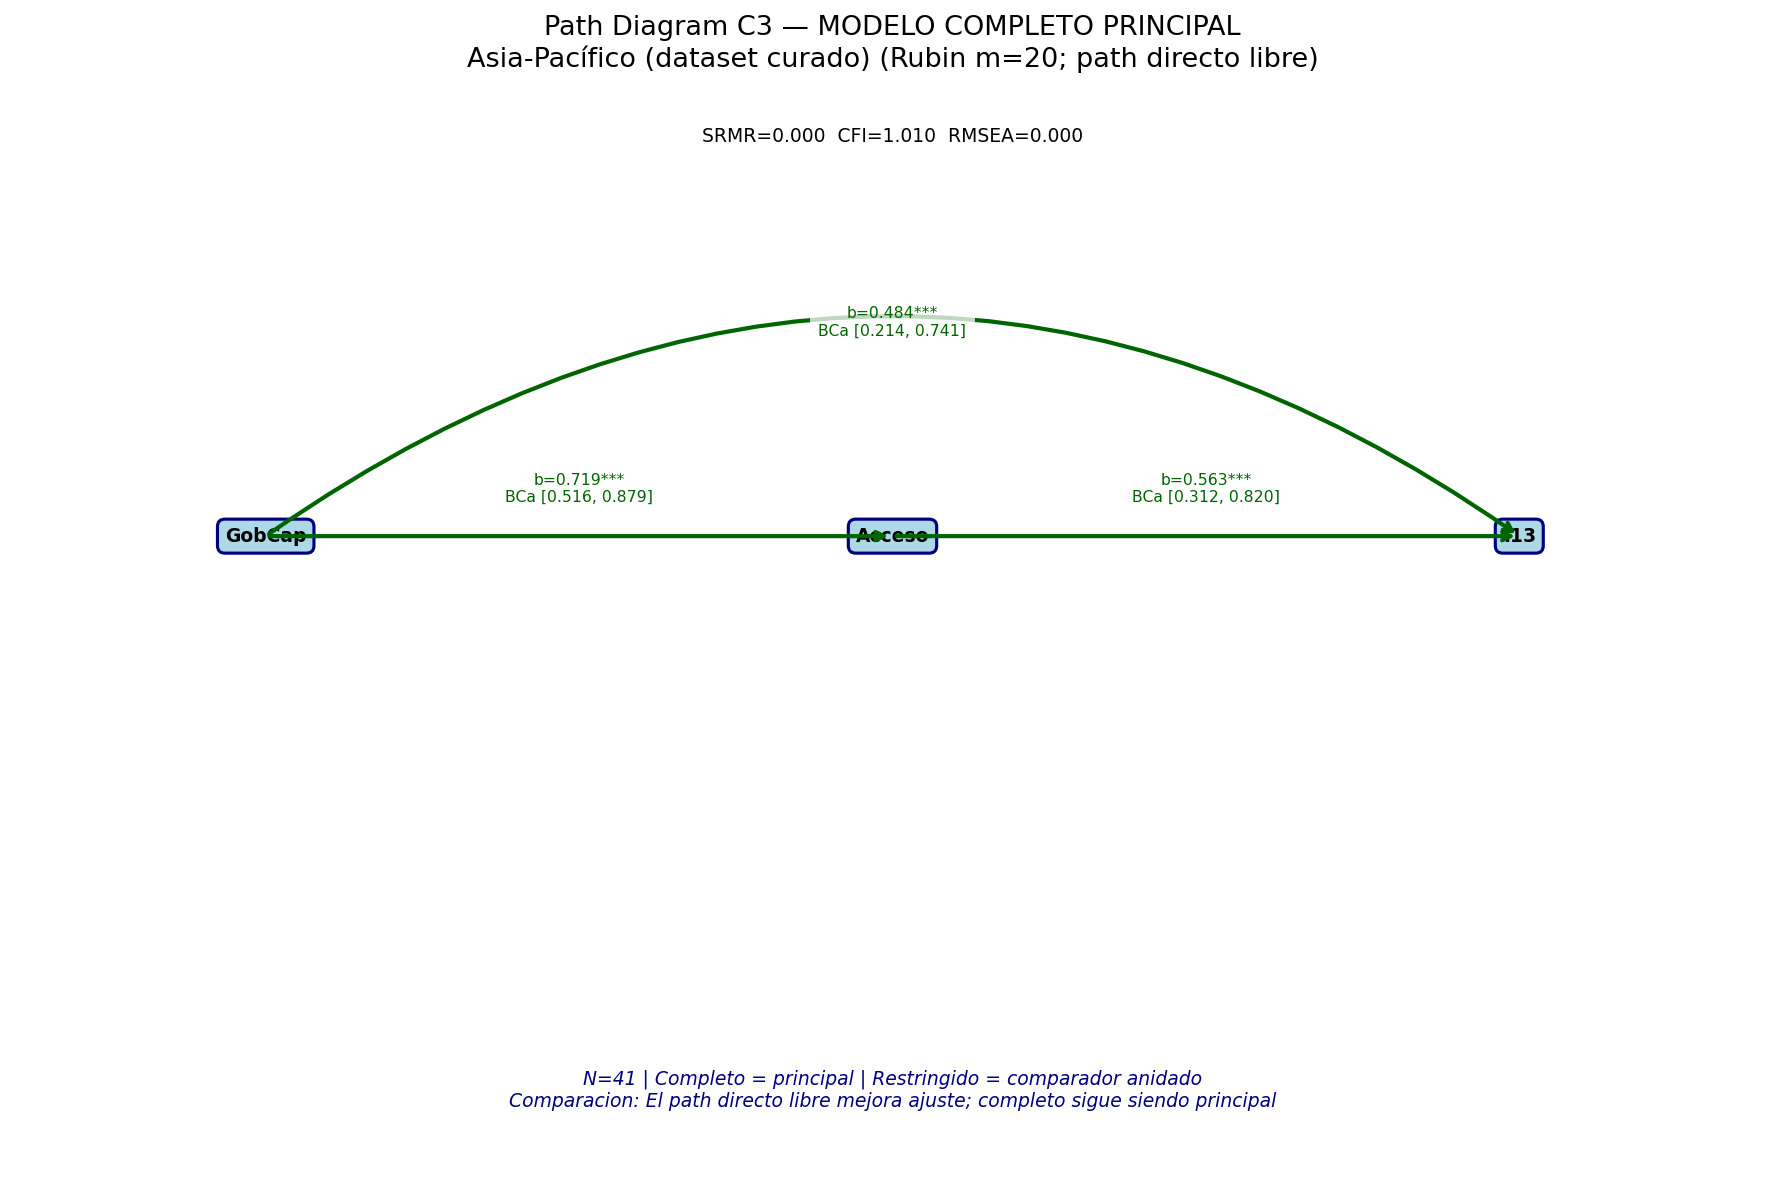 Path Diagram C3 — MODELO COMPLETO PRINCIPAL
Asia-Pacífico (dataset curado) (Rubin m=20; path directo libre)
SRMR=0.000  CFI=1.010  RMSEA=0.000
b=0.484***
BCa [0.214, 0.741]
b=0.719***
BCa [0.516, 0.879]
b=0.563***
BCa [0.312, 0.820]
GobCap
Acceso
N=41 | Completo = principal | Restringido = comparador anidado
Comparacion: El path directo libre mejora ajuste; completo sigue siendo principal